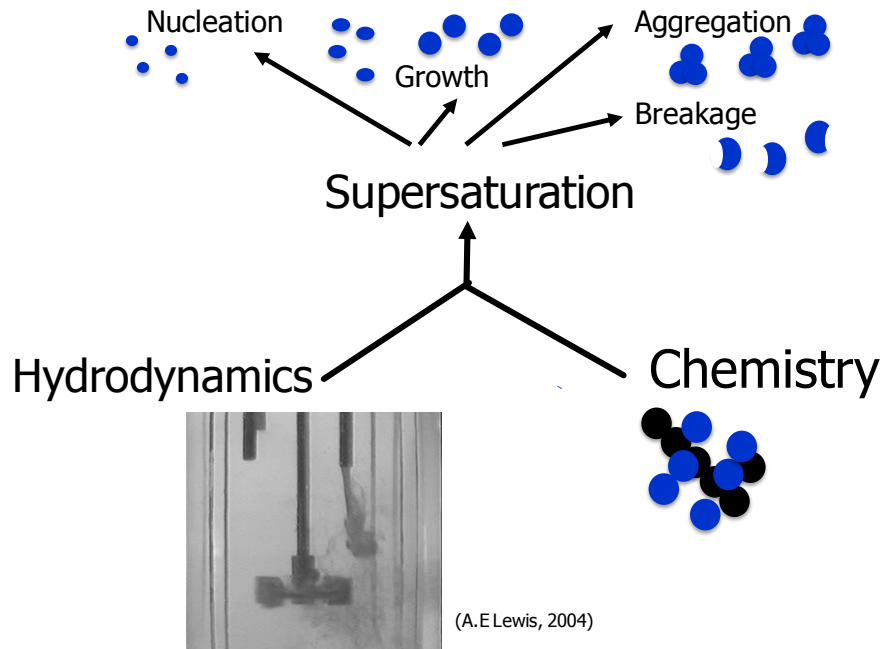 Nucleation
Aggregation
Growth
Breakage
Supersaturation
Hydrodynamics
Chemistry
(A.E Lewis, 2004)